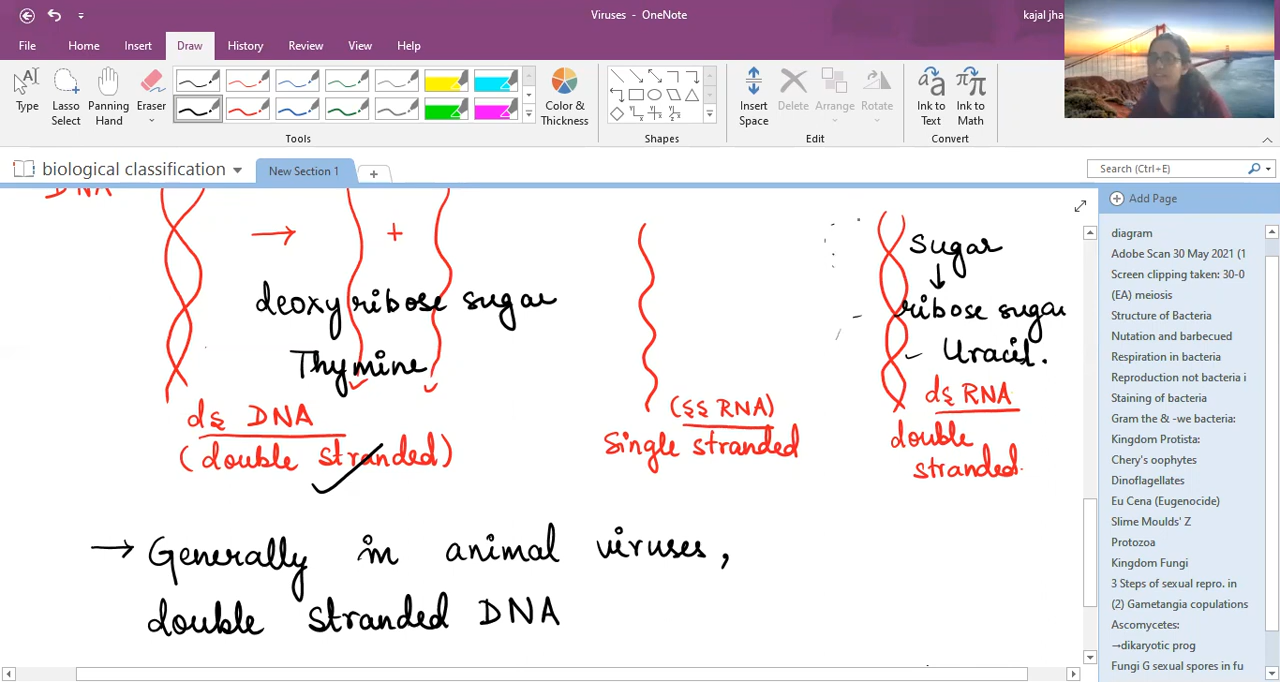 Viruses - OneNote
kajal jha
File Home Insert Draw History Review View Help
Type
Lasso Select
Panning Hand
Eraser
Color & Thickness
Insert Space
Delete
Arrange
Rotate
Ink to Text
Ink to Math
Tools
Shapes
Edit
Convert
biological classification
New Section 1
Search (Ctrl+E)
DNA
→ +
deoxyribose sugar
Thymine
ds DNA
(double stranded)
(ss RNA)
Single stranded
Sugar
↓
ribose sugar
Uracil.
ds RNA
double
stranded.
→ Generally in animal viruses,
double stranded DNA
Add Page
diagram
Adobe Scan 30 May 2021 (1
Screen clipping taken: 30-0
(EA) meiosis
Structure of Bacteria
Nutation and barbecued
Respiration in bacteria
Reproduction not bacteria i
Staining of bacteria
Gram the & -we bacteria:
Kingdom Protista:
Chery's oophytes
Dinoflagellates
Eu Cena (Eugenocide)
Slime Moulds' Z
Protozoa
Kingdom Fungi
3 Steps of sexual repro. in
(2) Gametangia copulations
Ascomycetes:
→dikaryotic prog
Fungi G sexual spores in fu